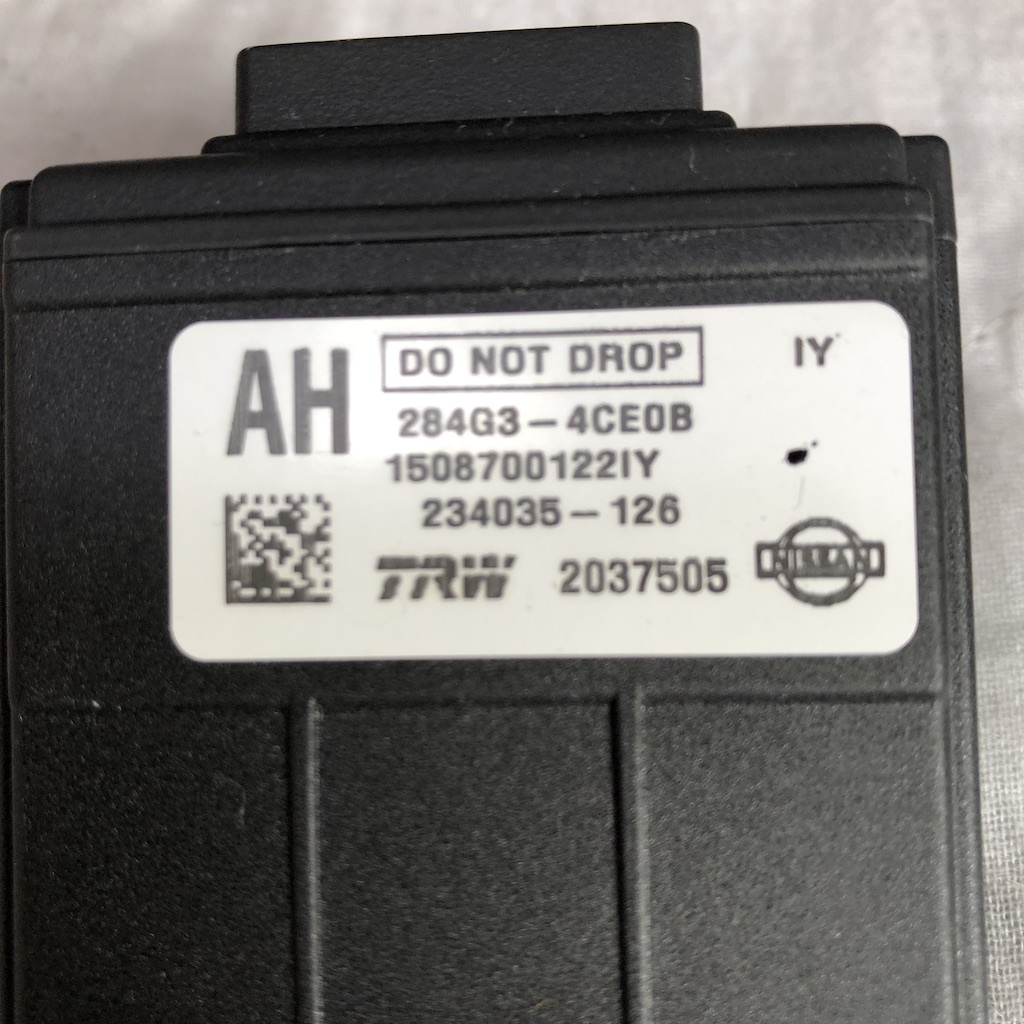 AH
DO NOT DROP
IY
284G3-4CE0B
1508700122IY
234035-126
TRW 2037505
NISSAN